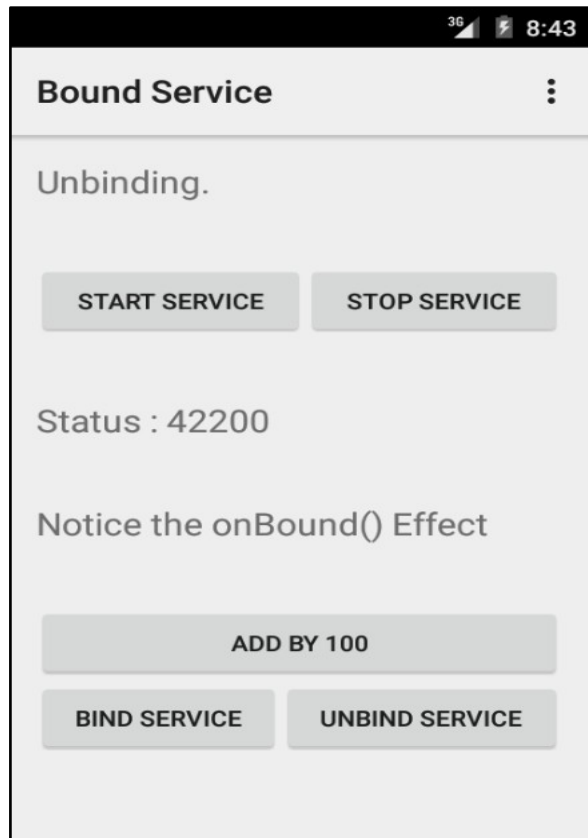 3G 8:43
Bound Service
Unbinding.
START SERVICE STOP SERVICE
Status : 42200
Notice the onBound() Effect
ADD BY 100
BIND SERVICE UNBIND SERVICE